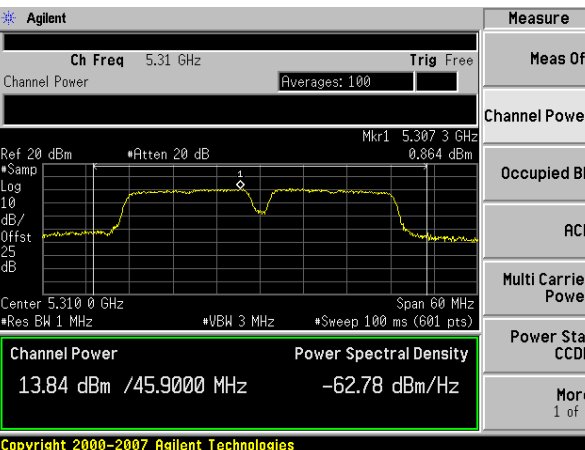 Agilent
Measure
Ch Freq 5.31 GHz Trig Free
Channel Power Averages: 100
Meas Of
Channel Powe
Occupied B
AC
Multi Carrie
Powe
Power Sta
CCD
More
1 of
Mkr1 5.307 3 GHz
Ref 20 dBm #Atten 20 dB 0.864 dBm
#Samp
Log
10
dB/
Offst
25
dB
1
Center 5.310 0 GHz Span 60 MHz
#Res BW 1 MHz #VBW 3 MHz #Sweep 100 ms (601 pts)
Channel Power Power Spectral Density
13.84 dBm /45.9000 MHz -62.78 dBm/Hz
Copyright 2000-2007 Agilent Technologies